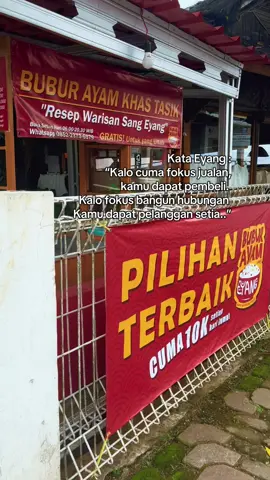 BUBUR AYAM KHAS TASIK
"Resep Warisan Sang Eyang"
GRATIS!
Kata Eyang :
"Kalo cuma fokus jualan,
kamu dapat pembeli.
Kalo fokus bangun hubungan
Kamu dapat pelanggan setia.."
PILIHAN
TERBAIK
CUMA 10K
BUBUR
AYAM
EYANG